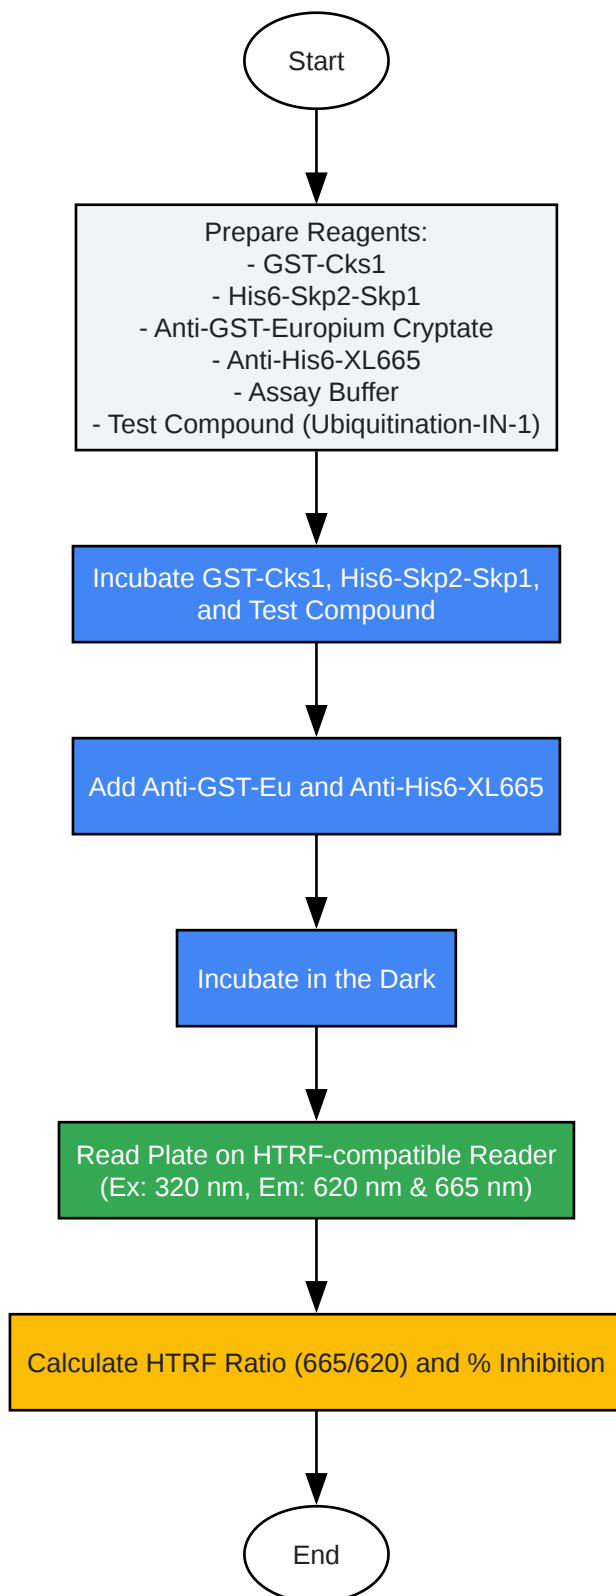 Start
Prepare Reagents:
- GST-Cks1
- His6-Skp2-Skp1
- Anti-GST-Europium Cryptate
- Anti-His6-XL665
- Assay Buffer
- Test Compound (Ubiquitination-IN-1)
Incubate GST-Cks1, His6-Skp2-Skp1,
and Test Compound
Add Anti-GST-Eu and Anti-His6-XL665
Incubate in the Dark
Read Plate on HTRF-compatible Reader
(Ex: 320 nm, Em: 620 nm & 665 nm)
Calculate HTRF Ratio (665/620) and % Inhibition
End